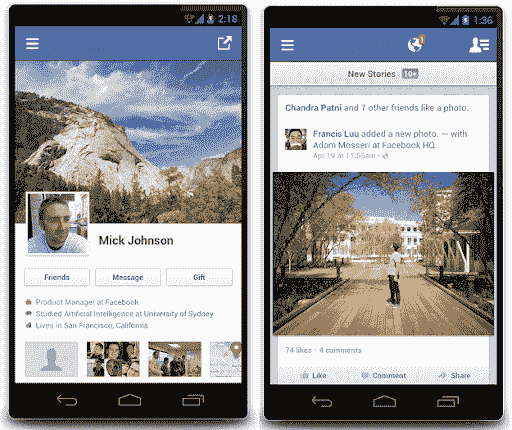 2:18
Mick Johnson
Friends
Message
Gift
Product Manager at Facebook
Studied Artificial Intelligence at University of Sydney
Lives in San Francisco, California
1:36
1
New Stories 10+
Chandra Patni and 7 other friends like a photo.
Francis Luu added a new photo. — with
Adam Mosseri at Facebook HQ.
Apr 19 at 11:55am •
74 likes • 4 comments
Like
Comment
Share